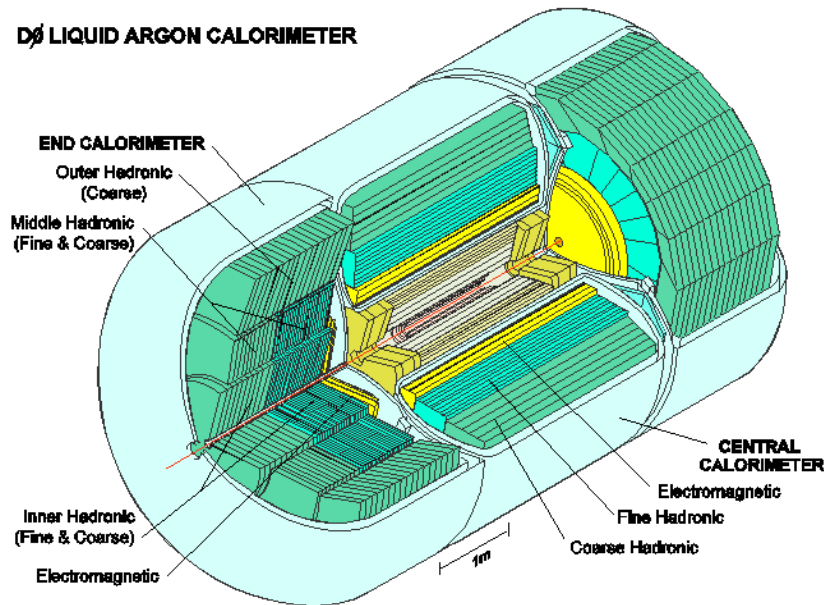 DØ LIQUID ARGON CALORIMETER
END CALORIMETER
Outer Hadronic
(Coarse)
Middle Hadronic
(Fine & Coarse)
Inner Hadronic
(Fine & Coarse)
Electromagnetic
1m
CENTRAL
CALORIMETER
Electromagnetic
Fine Hadronic
Coarse Hadronic